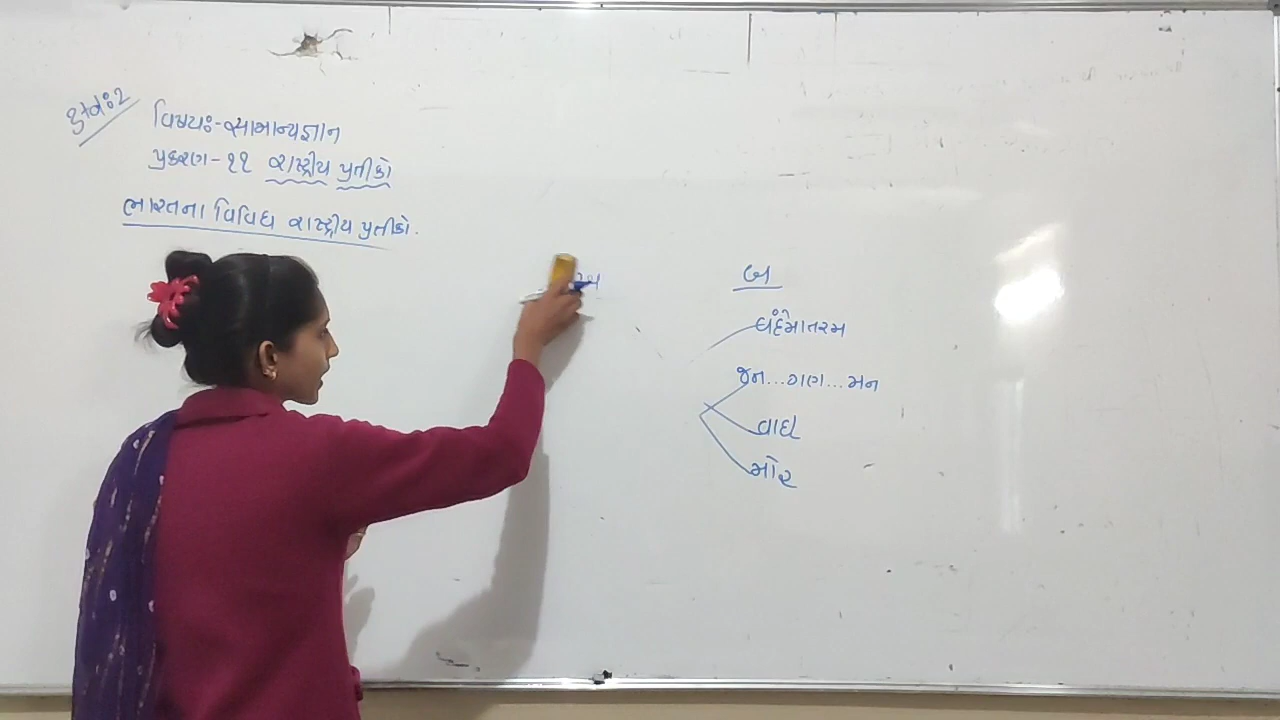 ધોરણઃ૨
વિષયઃ-સામાન્યજ્ઞાન
પ્રકરણ-૧૧ રાષ્ટ્રીય પ્રતીકો
ભારતના વિવિધ રાષ્ટ્રીય પ્રતીકો.
બ
વંદેમાતરમ
જન...ગણ...મન
વાઘ
મોર